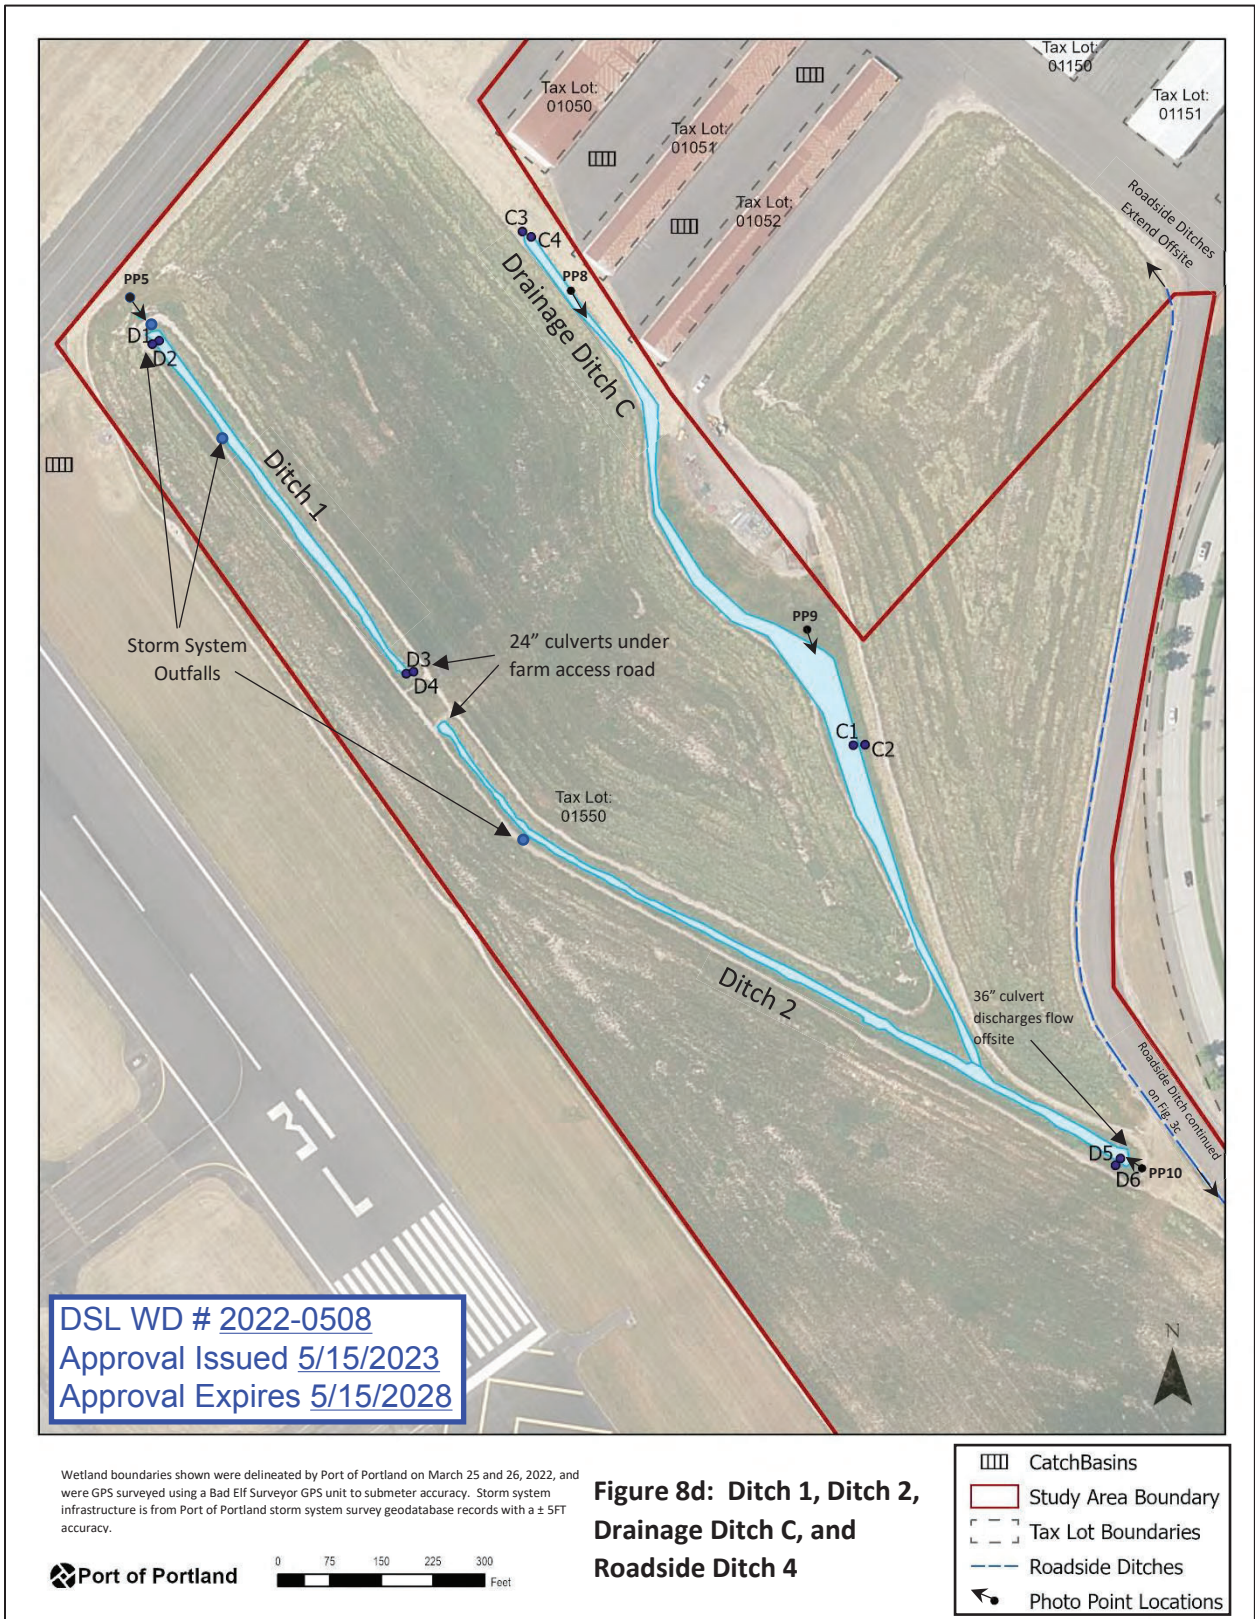 Tax Lot:
01150
Tax Lot:
01050
Tax Lot:
01151
Tax Lot:
01051
Tax Lot:
01052
Roadside Ditches
Extend Offsite
C3
C4
PP8
Drainage Ditch C
PP5
D1
D2
Ditch 1
Storm System
Outfalls
24” culverts under
farm access road
D3
D4
PP9
C1
C2
Tax Lot:
01550
Ditch 2
36” culvert
discharges flow
offsite
Roadside Ditch continued
on Fig. 3c
D5
D6
PP10
31
L
DSL WD # 2022-0508
Approval Issued 5/15/2023
Approval Expires 5/15/2028
N
Wetland boundaries shown were delineated by Port of Portland on March 25 and 26, 2022, and
were GPS surveyed using a Bad Elf Surveyor GPS unit to submeter accuracy. Storm system
infrastructure is from Port of Portland storm system survey geodatabase records with a ± 5FT
accuracy.
Port of Portland
0 75 150 225 300
Feet
Figure 8d: Ditch 1, Ditch 2,
Drainage Ditch C, and
Roadside Ditch 4
CatchBasins
Study Area Boundary
Tax Lot Boundaries
Roadside Ditches
Photo Point Locations